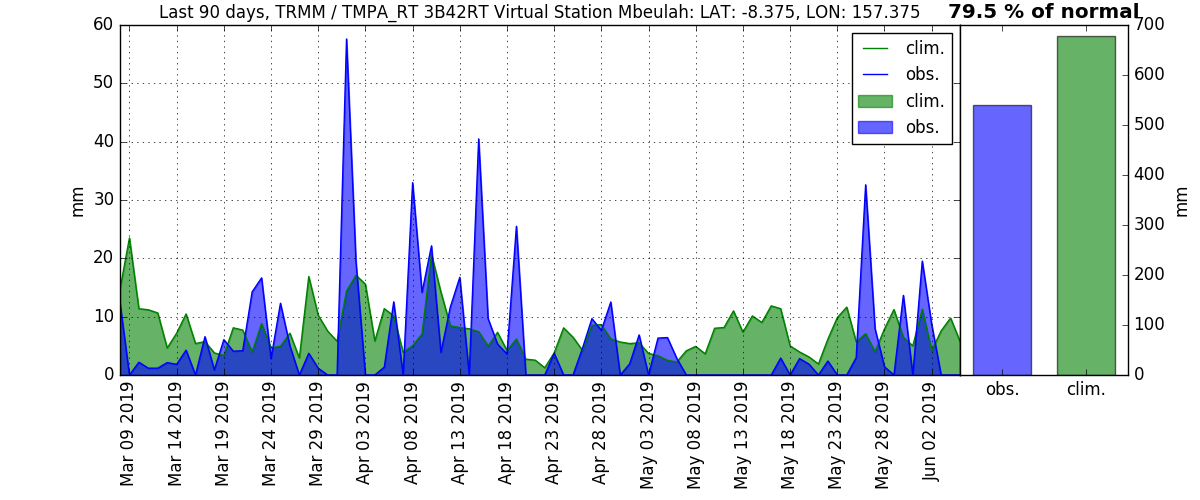 Last 90 days, TRMM / TMPA_RT 3B42RT Virtual Station Mbeulah: LAT: -8.375, LON: 157.375
79.5 % of normal
60
50
40
30
20
10
0
mm
clim.
obs.
clim.
obs.
700
600
500
400
300
200
100
0
mm
obs.
clim.
Mar 09 2019
Mar 14 2019
Mar 19 2019
Mar 24 2019
Mar 29 2019
Apr 03 2019
Apr 08 2019
Apr 13 2019
Apr 18 2019
Apr 23 2019
Apr 28 2019
May 03 2019
May 08 2019
May 13 2019
May 18 2019
May 23 2019
May 28 2019
Jun 02 2019